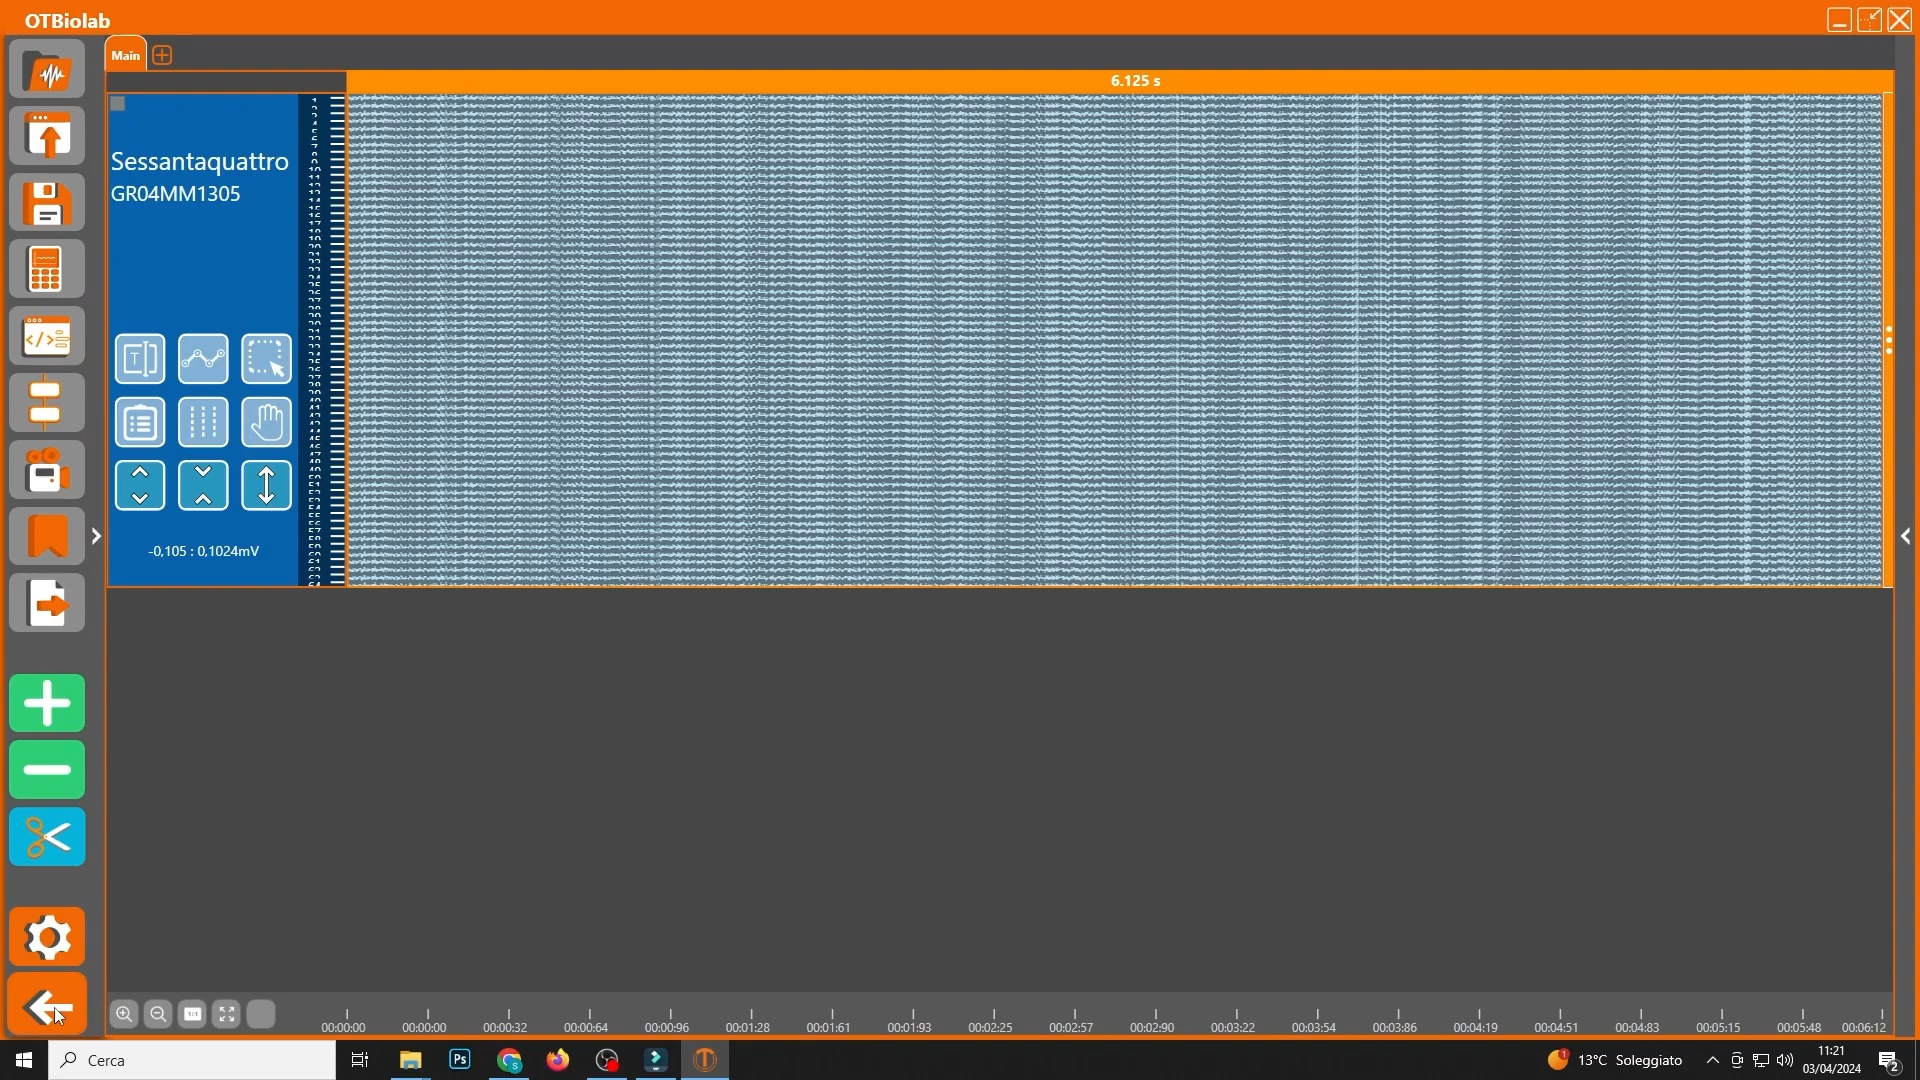 OTBiolab
Main
6.125 s
Sessantaquattro
GR04MM1305
T
</>
-0,105 : 0,1024mV
1:1
00:00:00 00:00:00 00:00:32 00:00:64 00:00:96 00:01:28 00:01:61 00:01:93 00:02:25 00:02:57 00:02:90 00:03:22 00:03:54 00:03:86 00:04:19 00:04:51 00:04:83 00:05:15 00:05:48 00:06:12
Cerca
Ps
13°C Soleggiato
11:21
03/04/2024
2